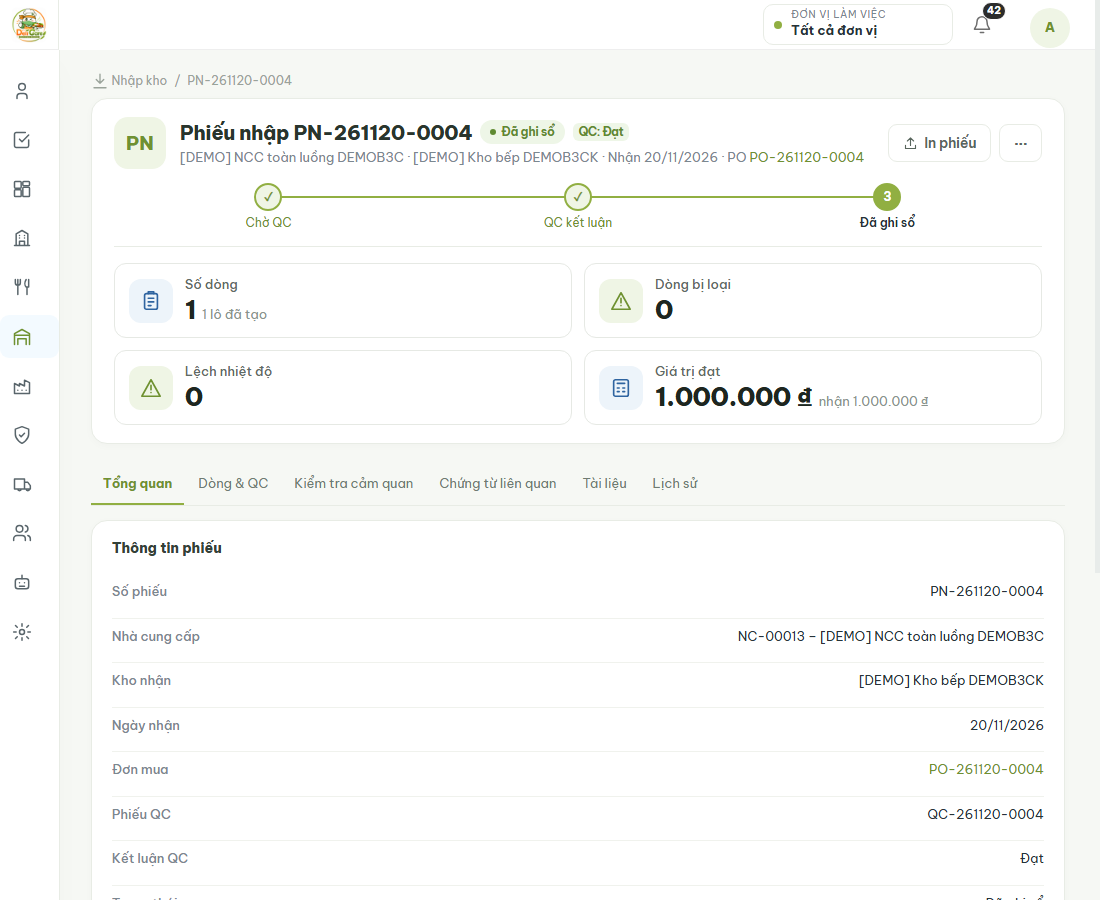 ĐƠN VỊ LÀM VIỆC
Tất cả đơn vị
42
A
Nhập kho / PN-261120-0004
PN
Phiếu nhập PN-261120-0004
Đã ghi sổ
QC: Đạt
[DEMO] NCC toàn luồng DEMOB3C · [DEMO] Kho bếp DEMOB3CK · Nhận 20/11/2026 · PO PO-261120-0004
In phiếu
...
3
Chờ QC
QC kết luận
Đã ghi sổ
Số dòng
1 1 lô đã tạo
Dòng bị loại
0
Lệch nhiệt độ
0
Giá trị đạt
1.000.000 ₫ nhận 1.000.000 ₫
Tổng quan
Dòng & QC
Kiểm tra cảm quan
Chứng từ liên quan
Tài liệu
Lịch sử
Thông tin phiếu
Số phiếu PN-261120-0004
Nhà cung cấp NC-00013 – [DEMO] NCC toàn luồng DEMOB3C
Kho nhận [DEMO] Kho bếp DEMOB3CK
Ngày nhận 20/11/2026
Đơn mua PO-261120-0004
Phiếu QC QC-261120-0004
Kết luận QC Đạt